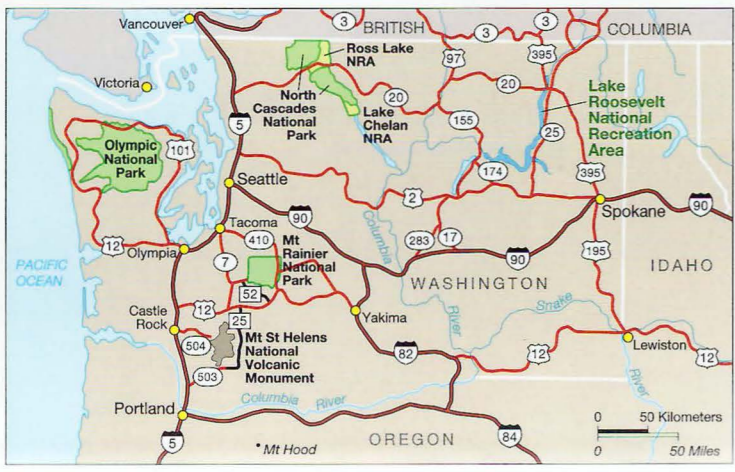 Vancouver
3
BRITISH
3
3
COLUMBIA
Ross Lake
NRA
97
395
Victoria
North
Cascades
National
Park
20
20
Lake
Chelan
NRA
Lake
Roosevelt
National
Recreation
Area
5
155
25
Olympic
National
Park
101
174
395
Seattle
2
90
Spokane
90
Tacoma
410
Mt
Rainier
National
Park
Columbia
River
283
17
90
195
12
Olympia
7
PACIFIC
OCEAN
WASHINGTON
IDAHO
52
12
Castle
Rock
25
Yakima
Snake
River
504
Mt St Helens
National
Volcanic
Monument
82
12
Lewiston
12
503
Columbia
River
Portland
0
50 Kilometers
5
Mt Hood
OREGON
84
0
50 Miles